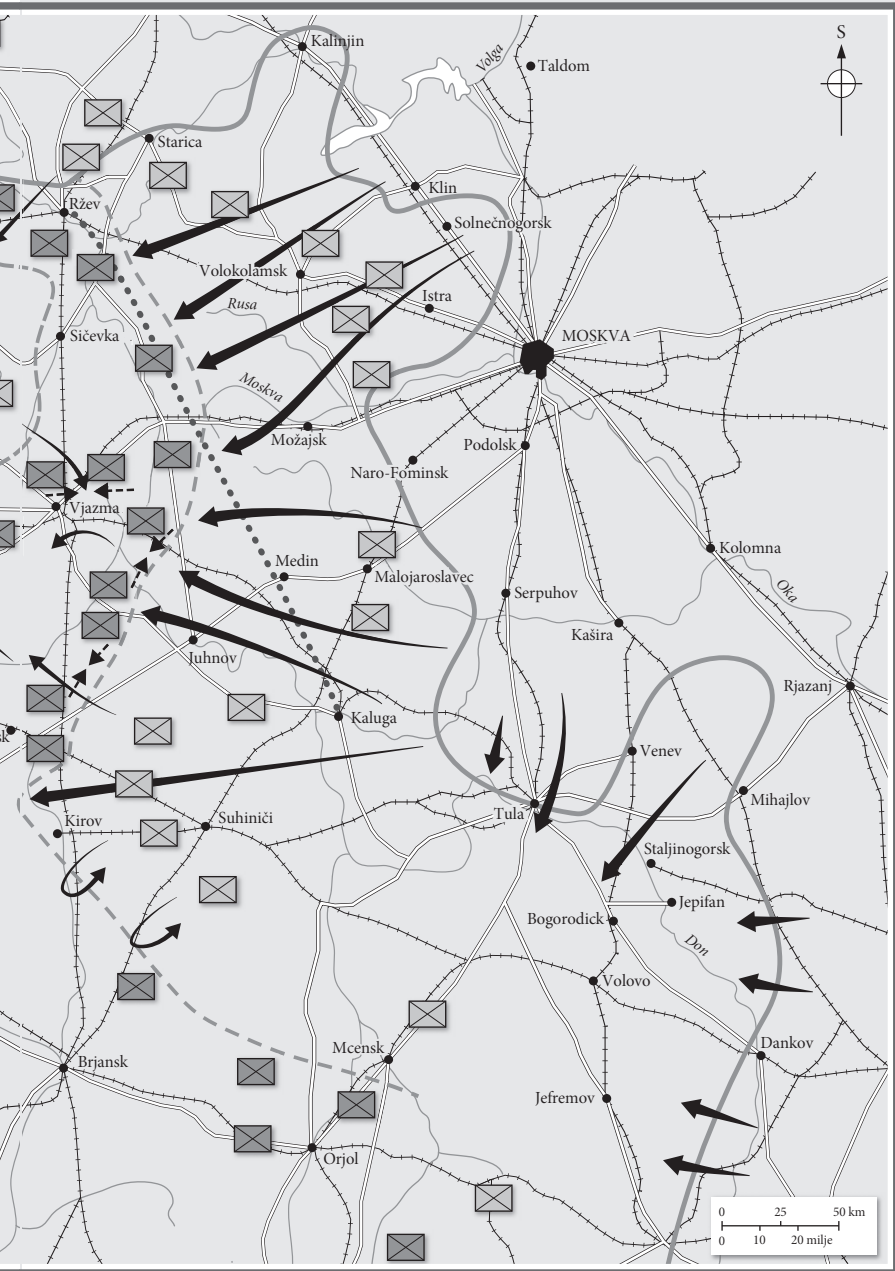 S
Kalinjin
Volga
Taldom
Starica
Klin
Ržev
Solnečnogorsk
Volokolamsk
Istra
Rusa
Sičevka
MOSKVA
Moskva
Možajsk
Podolsk
Naro-Fominsk
Vjazma
Kolomna
Medin
Malojaroslavec
Serpuhov
Oka
Kašira
Juhnov
Rjazanj
Kaluga
sk
Venev
Mihajlov
Kirov
Suhiniči
Tula
Staljinogorsk
Jepifan
Bogorodick
Don
Volovo
Mcensk
Dankov
Brjansk
Jefremov
Orjol
0 25 50 km
0 10 20 milje